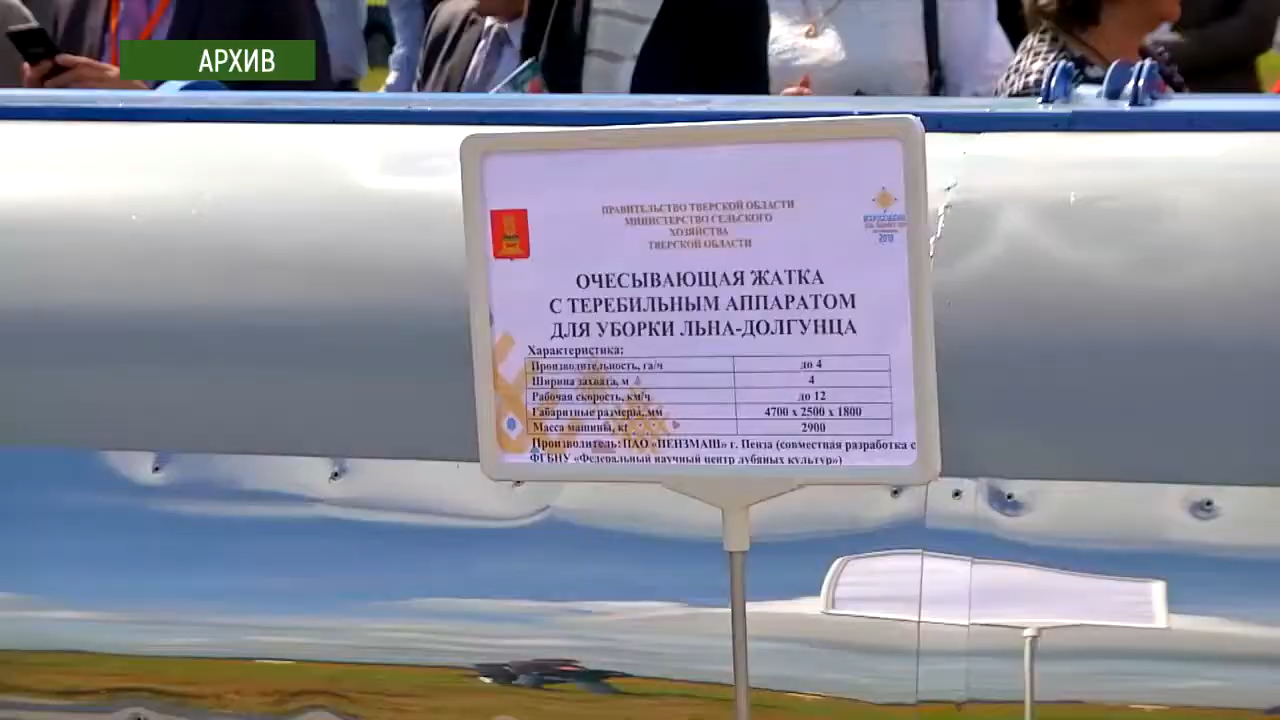 АРХИВ
ПРАВИТЕЛЬСТВО ТВЕРСКОЙ ОБЛАСТИ
МИНИСТЕРСТВО СЕЛЬСКОГО
ХОЗЯЙСТВА
ТВЕРСКОЙ ОБЛАСТИ
ОЧЕСЫВАЮЩАЯ ЖАТКА
С ТЕРЕБИЛЬНЫМ АППАРАТОМ
ДЛЯ УБОРКИ ЛЬНА-ДОЛГУНЦА
Характеристика:
Производительность, га/ч до 4
Ширина захвата, м 4
Рабочая скорость, км/ч до 12
Габаритные размеры, мм 4700 x 2500 x 1800
Масса машины, кг 2900
Производитель: ПАО «ПЕНЗМАШ» г. Пенза (совместная разработка с
ФГБНУ «Федеральный научный центр лубяных культур»)